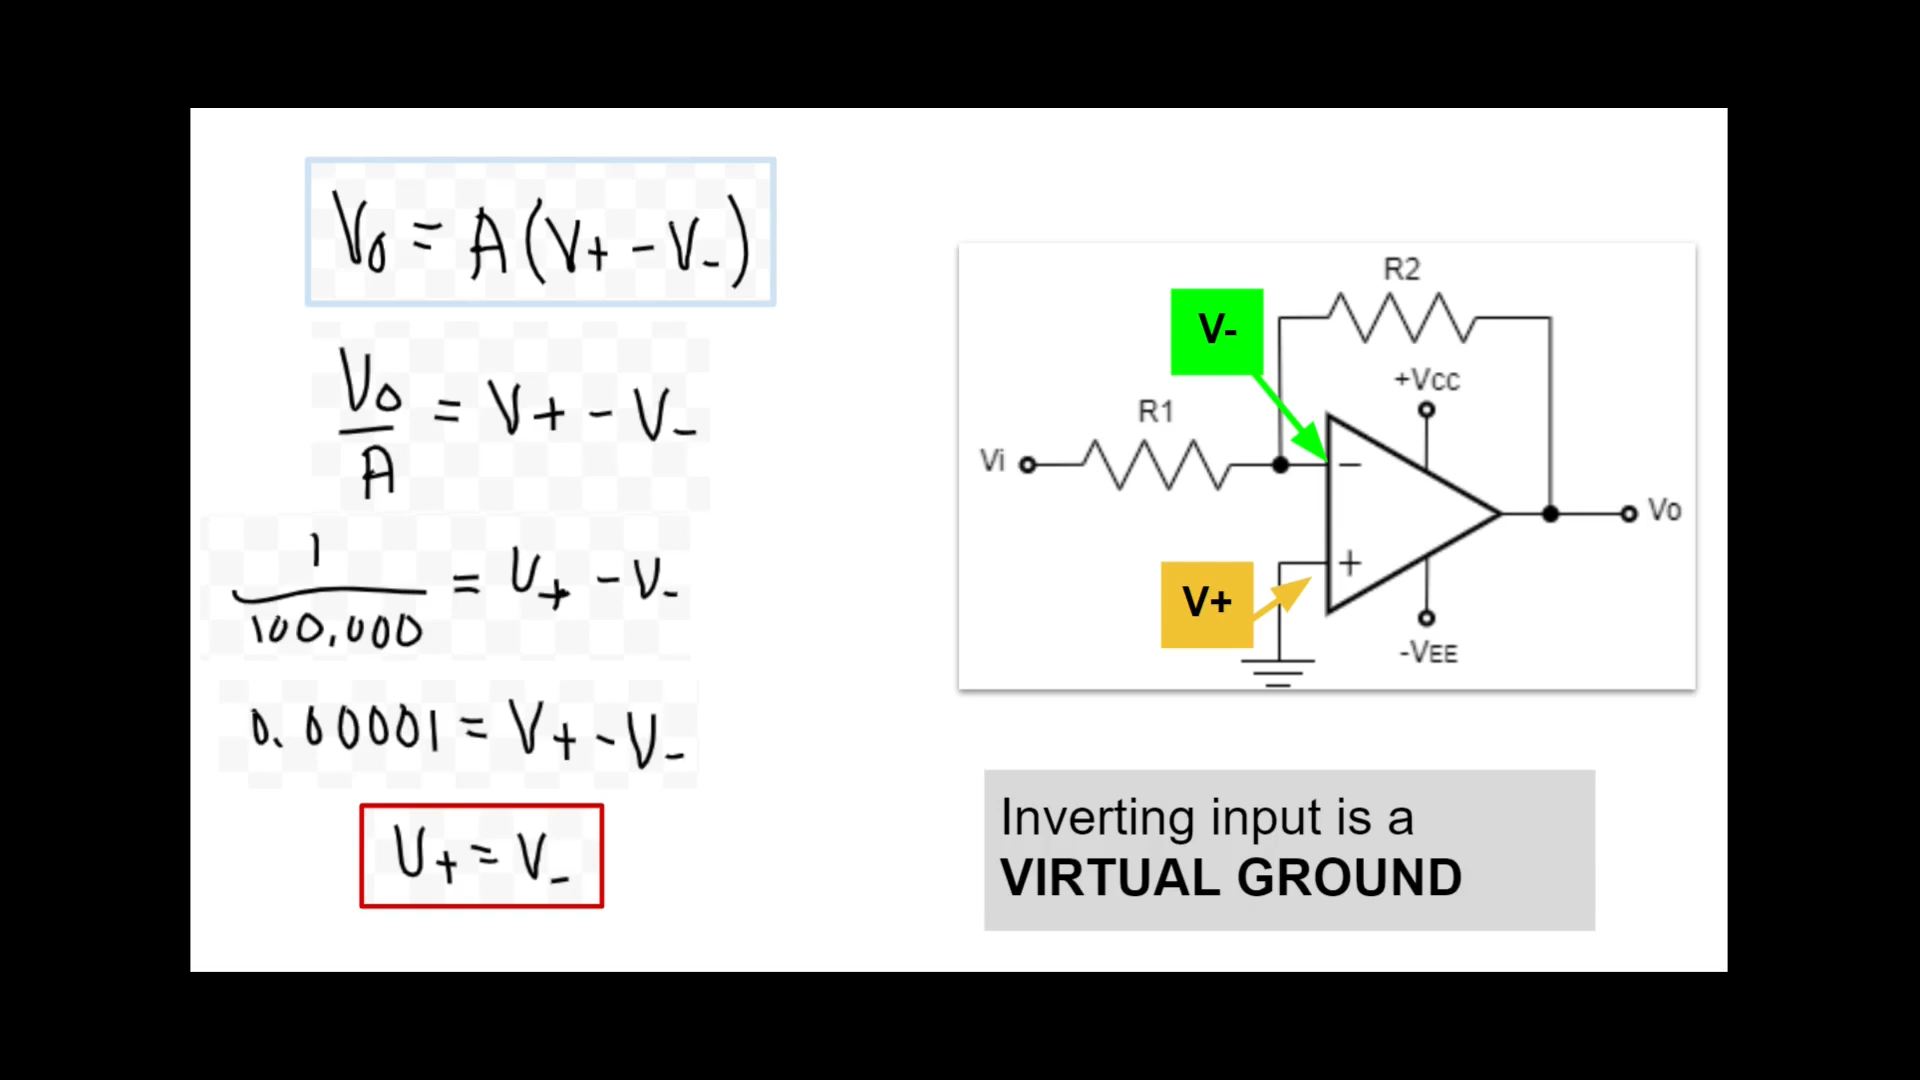 Vo = A(V+ - V-)
Vo/A = V+ - V-
1/100,000 = V+ - V-
0.00001 = V+ - V-
V+ = V-
R2
V-
+Vcc
R1
Vi
−
Vo
+
V+
-VEE
Inverting input is a
VIRTUAL GROUND